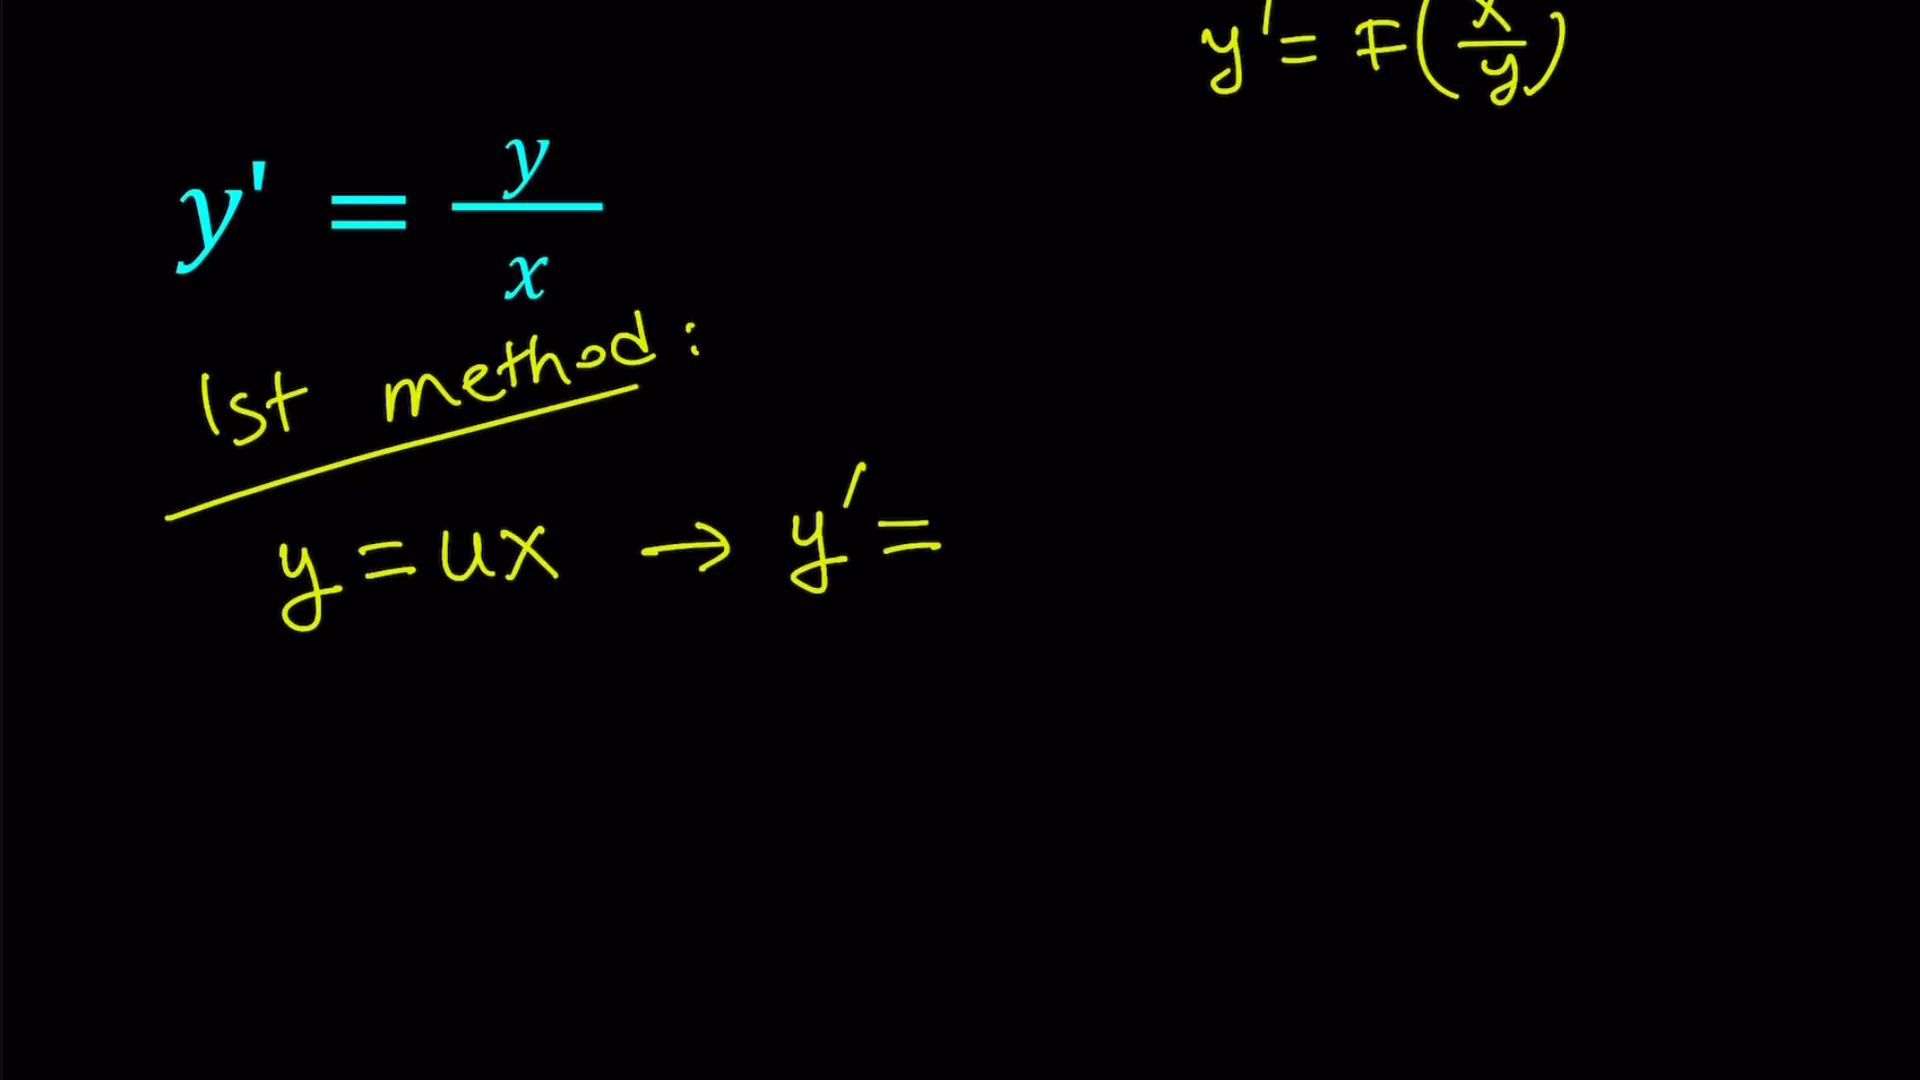 y' = F(x/y)
y' = y/x
1st method:
y = ux → y' =